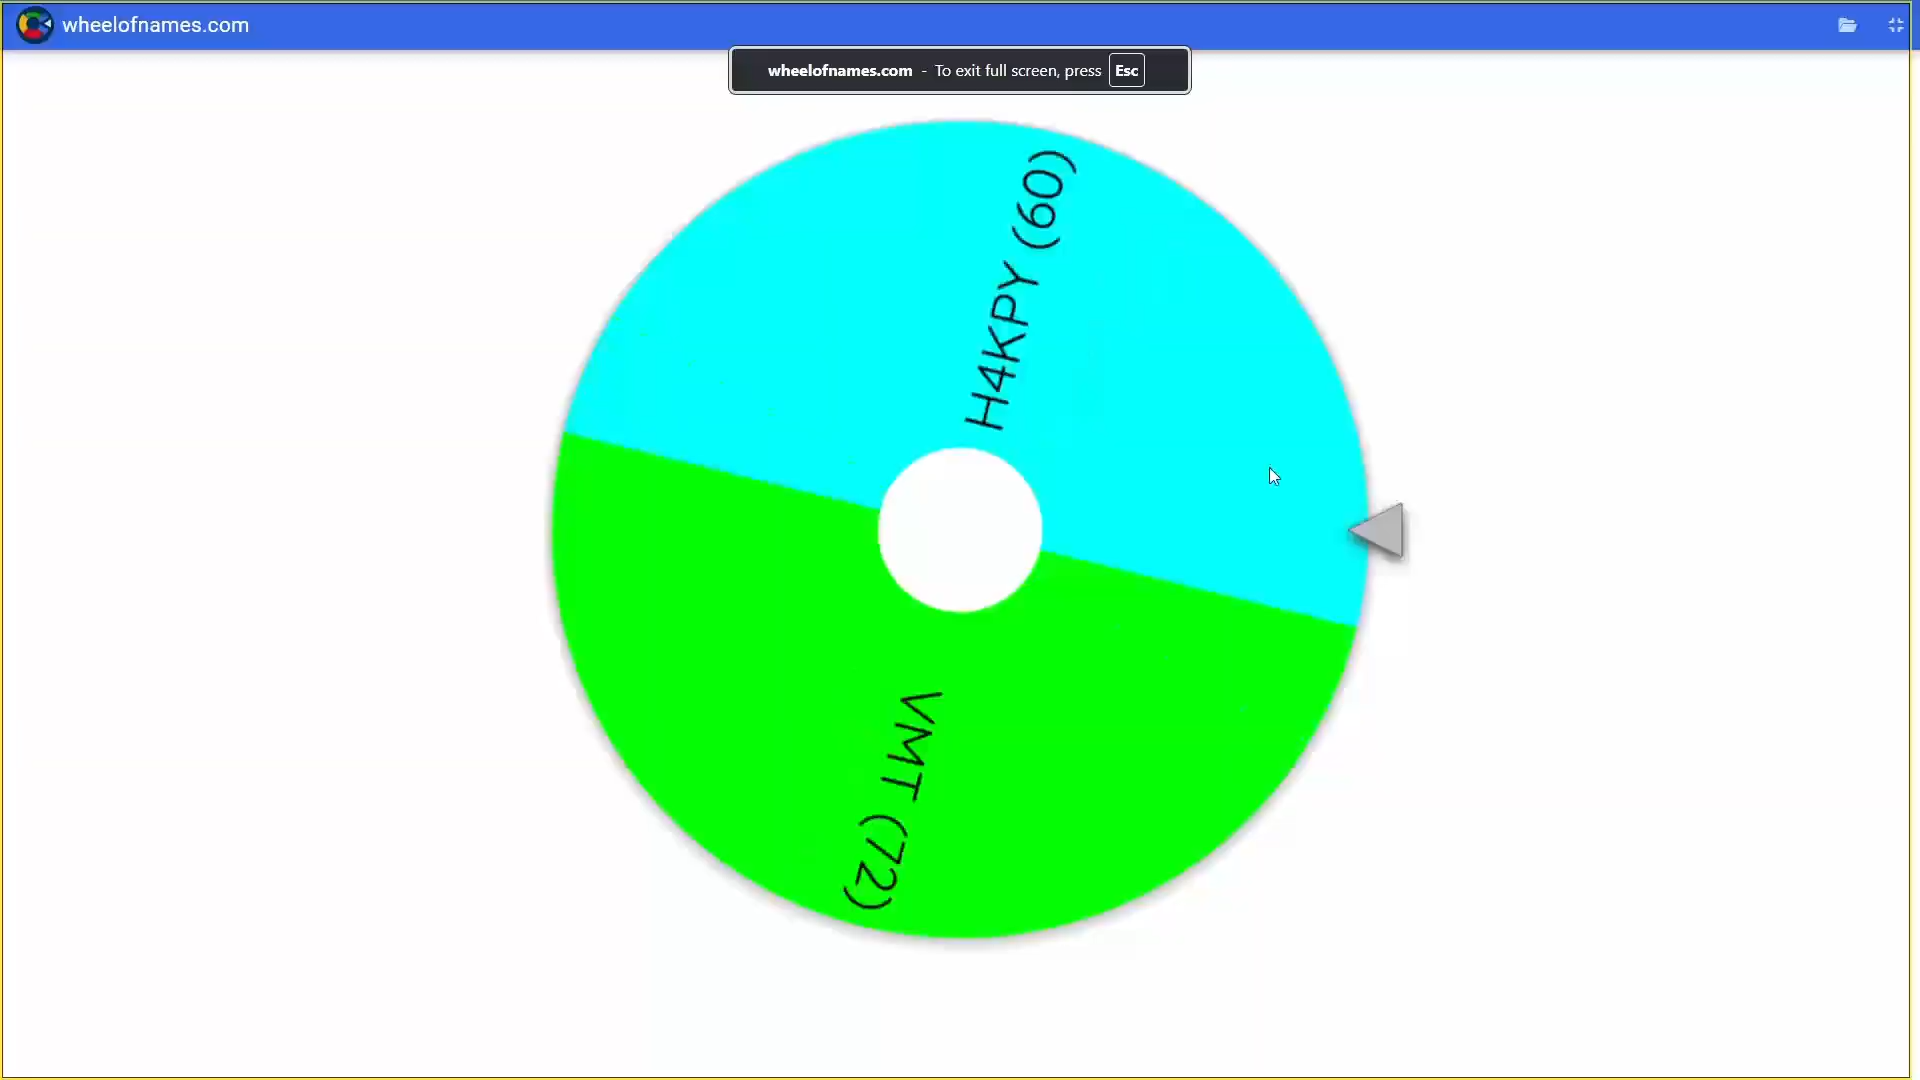 wheelofnames.com
wheelofnames.com - To exit full screen, press Esc
H4KPY (60)
VMT (72)